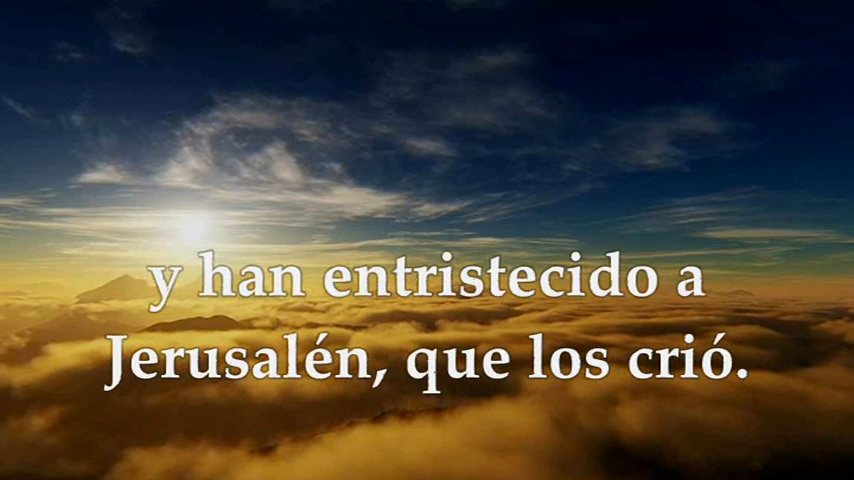 y han entristecido a
Jerusalén, que los crió.